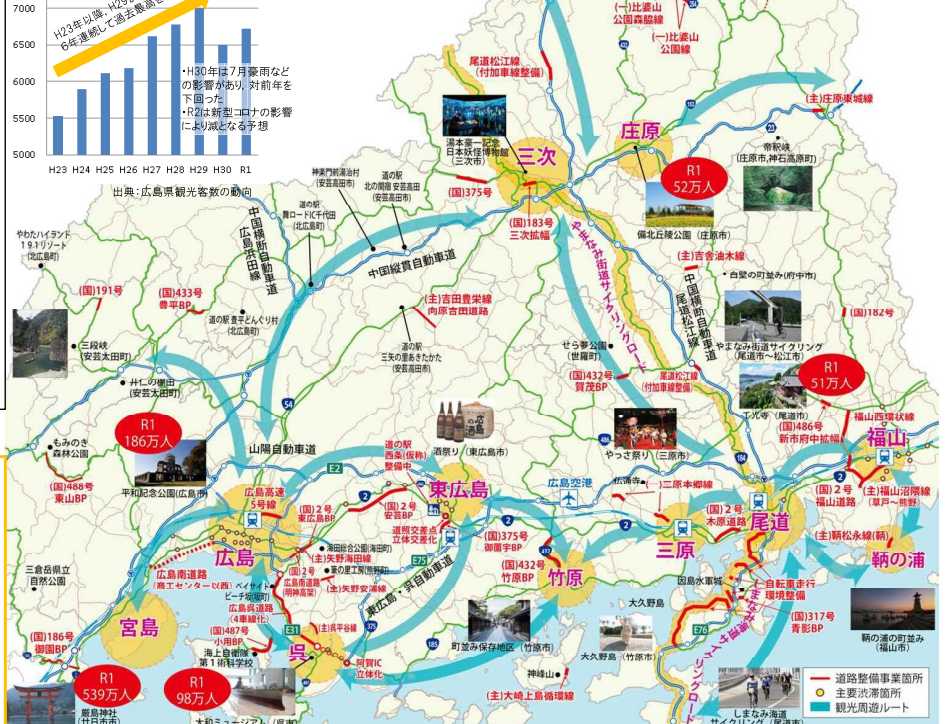 7000
6500
6000
5500
5000
H23年以降、H29
6年連続して過去最高を
・H30年は7月豪雨など
の影響があり、対前年を
下回った
・R2は新型コロナの影響
により減となる予想
H23 H24 H25 H26 H27 H28 H29 H30 R1
出典：広島県観光客数の動向
(一)比婆山
公園森脇線
(一)比婆山
公園線
尾道松江線
(付加車線整備)
(主)庄原東城線
湯本豪一記念
日本妖怪博物館
(三次市)
三次
庄原
帝釈峡
(庄原市,神石高原町)
R1
52万人
備北丘陵公園 (庄原市)
(国)375号
(国)183号
三次拡幅
神楽門前湯治村
(安芸高田市)
道の駅
北の関宿 安芸高田
(安芸高田市)
道の駅
舞ロードIC千代田
(北広島町)
中国横断自動車道
広島浜田線
中国縦貫自動車道
やわたハイランド
191リゾート
(北広島町)
(国)191号
(国)433号
豊平BP
道の駅 豊平どんぐり村
(北広島町)
(主)吉田豊栄線
向原吉田道路
道の駅
三矢の里あきたかた
(安芸高田市)
やまなみ街道サイクリングロード
(主)吉舎油木線
白壁の町並み(府中市)
中国横断自動車道
尾道松江線
やまなみ街道サイクリング
(尾道市～松江市)
(国)182号
三段峡
(安芸太田町)
井仁の棚田
(安芸太田町)
せら夢公園
(世羅町)
(国)432号
賀茂BP
尾道松江線
(付加車線整備)
R1
51万人
千光寺 (尾道市)
(国)486号
新市府中拡幅
福山西環状線
福山
R1
186万人
もみのき
森林公園
(国)488号
東山BP
平和記念公園(広島市)
山陽自動車道
54
E2
道の駅
西条(仮称)
整備中
酒祭り (東広島市)
東広島
やっさ祭り (三原市)
486
184
広島空港
仏通寺
三原本郷線
(国)2号
福山道路
(主)福山沼隈線
(草戸～熊野)
広島高速
5号線
(国)2号
東広島BP
(国)2号
安芸BP
道照交差点
立体交差化
広島
2
(国)375号
御薗宇BP
(国)432号
竹原BP
432
竹原
三原
(国)2号
木原道路
尾道
(主)鞆松永線(鞆)
鞆の浦
三倉岳県立
自然公園
広島南道路
(商工センター以西)
海田総合公園(海田町)
(主)矢野海田線
筆の里工房(熊野町)
(国)2号
広島南道路
(明神高架)
(主)矢野安浦線
ベイサイド
ビーチ坂(坂町)
広島呉道路
(4車線化)
E75
東広島・呉自動車道
375
185
因島水軍城
自転車走行
環境整備
(国)317号
青影BP
しまなみ海道サイクリングロード
E76
宮島
(国)186号
御園BP
(国)487号
小用BP
海上自衛隊
第1術科学校
E31
(主)呉平谷線
呉
阿賀IC
立体化
町並み保存地区 (竹原市)
大久野島
大久野島 (竹原市)
神峰山
(主)大崎上島循環線
鞆の浦の町並み
(福山市)
R1
539万人
厳島神社
(廿日市市)
R1
98万人
大和ミュージアム (呉市)
しまなみ海道
サイクリング (尾道市)
道路整備事業箇所
主要渋滞箇所
観光周遊ルート